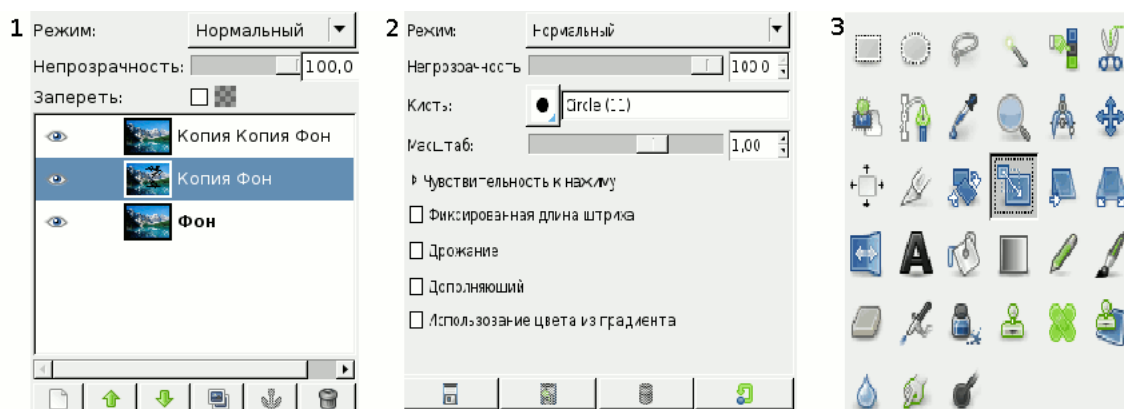 1
Режим:
Нормальный
Непрозрачность:
100,0
Запереть:
Копия Копия Фон
Копия Фон
Фон
2
Режим:
Нормальный
Непрозрачность
100 0
Кисть:
Circle (11)
Масштаб:
1,00
Чувствительность к нажиму
Фиксированная длина штриха
Дрожание
Дополняющий
Использование цвета из градиента
3